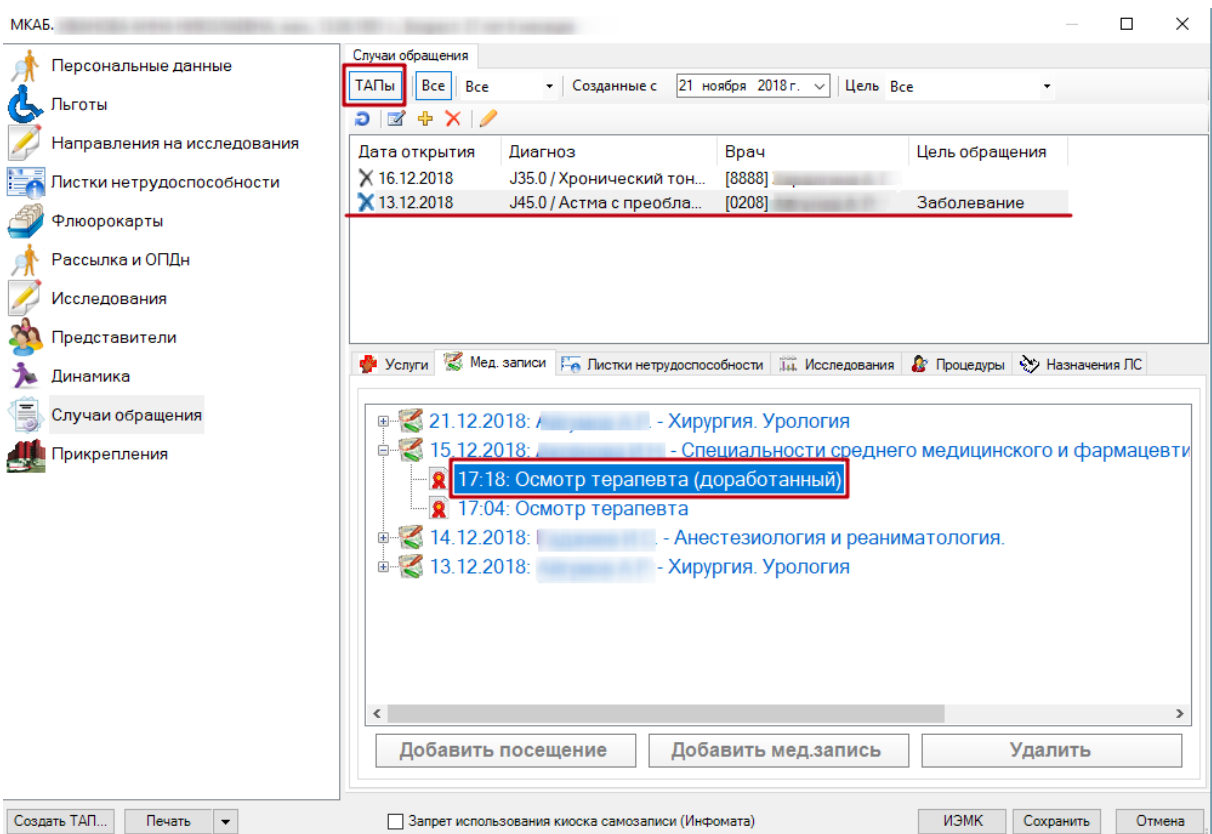 МКАБ.
Персональные данные
Льготы
Направления на исследования
Листки нетрудоспособности
Флюорокарты
Рассылка и ОПДн
Исследования
Представители
Динамика
Случаи обращения
Прикрепления
Случаи обращения
ТАПы Все Все Созданные с 21 ноября 2018 г. Цель Все
Дата открытия Диагноз Врач Цель обращения
16.12.2018 J35.0 / Хронический тон... [8888]
13.12.2018 J45.0 / Астма с преобла... [0208] Заболевание
Услуги Мед. записи Листки нетрудоспособности Исследования Процедуры Назначения ЛС
21.12.2018: - Хирургия. Урология
15.12.2018: - Специальности среднего медицинского и фармацевти
17:18: Осмотр терапевта (доработанный)
17:04: Осмотр терапевта
14.12.2018: - Анестезиология и реаниматология.
13.12.2018: - Хирургия. Урология
Добавить посещение Добавить мед.запись Удалить
Создать ТАП... Печать Запрет использования киоска самозаписи (Инфомата) ИЭМК Сохранить Отмена